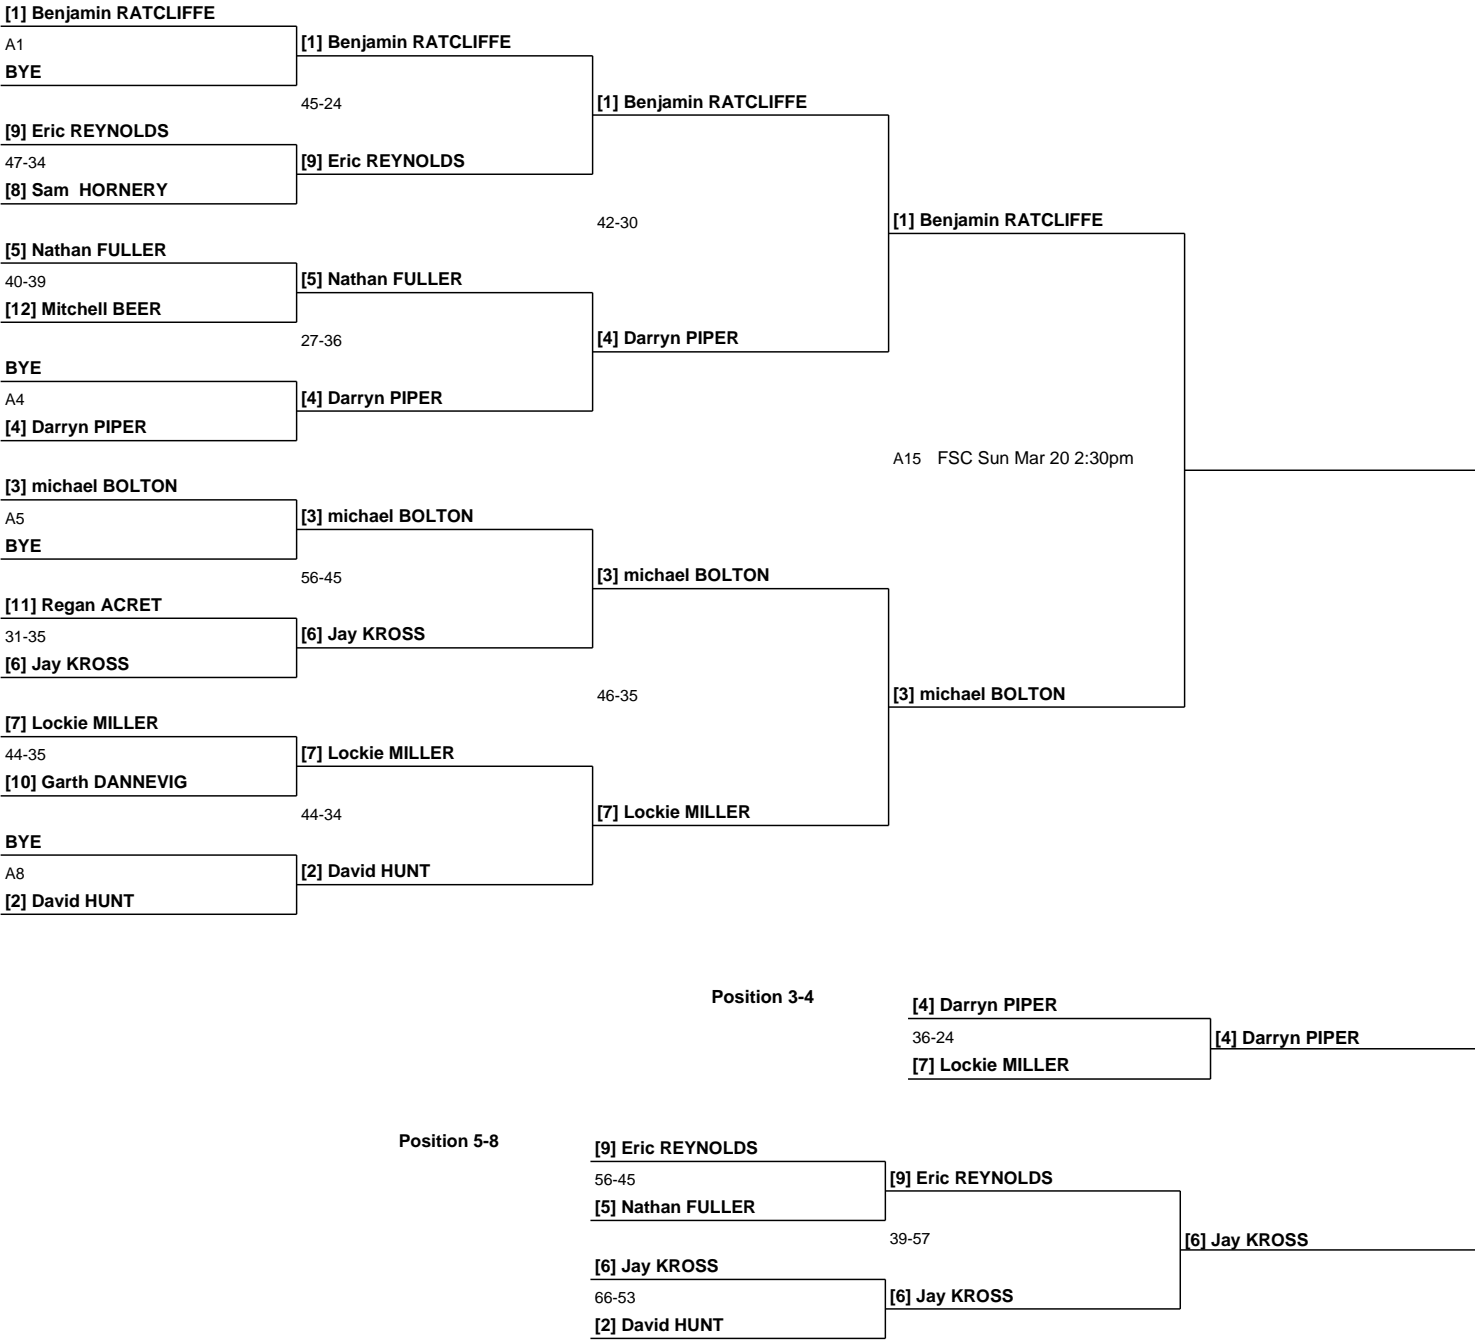 [1] Benjamin RATCLIFFE
A1
[1] Benjamin RATCLIFFE
BYE
45-24
[1] Benjamin RATCLIFFE
[9] Eric REYNOLDS
47-34
[9] Eric REYNOLDS
[8] Sam  HORNERY
42-30
[1] Benjamin RATCLIFFE
[5] Nathan FULLER
40-39
[5] Nathan FULLER
[12] Mitchell BEER
27-36
[4] Darryn PIPER
BYE
A4
[4] Darryn PIPER
[4] Darryn PIPER
A15 FSC Sun Mar 20 2:30pm
[3] michael BOLTON
A5
[3] michael BOLTON
BYE
56-45
[3] michael BOLTON
[11] Regan ACRET
31-35
[6] Jay KROSS
[6] Jay KROSS
46-35
[3] michael BOLTON
[7] Lockie MILLER
44-35
[7] Lockie MILLER
[10] Garth DANNEVIG
44-34
[7] Lockie MILLER
BYE
A8
[2] David HUNT
[2] David HUNT
Position 3-4
[4] Darryn PIPER
36-24
[4] Darryn PIPER
[7] Lockie MILLER
Position 5-8
[9] Eric REYNOLDS
56-45
[9] Eric REYNOLDS
[5] Nathan FULLER
39-57
[6] Jay KROSS
[6] Jay KROSS
66-53
[6] Jay KROSS
[2] David HUNT